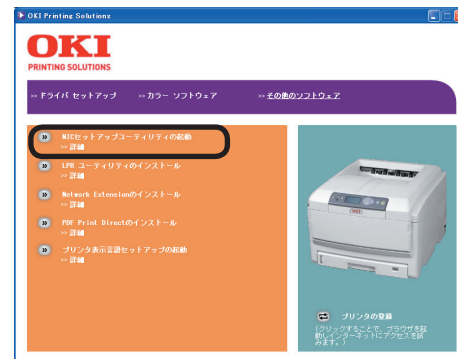 OKI Printing Solutions
OKI
PRINTING SOLUTIONS
»ドライバ セットアップ »カラー ソフトウェア »その他のソフトウェア
» NICセットアップユーティリティの起動
»詳細
» LPR ユーティリティのインストール
»詳細
» Network Extensionのインストール
»詳細
» PDF Print Directのインストール
»詳細
» プリンタ表示言語セットアップの起動
»詳細
プリンタの登録
(クリックすることで、ブラウザを起
動しインターネットにアクセスを試
みます。)